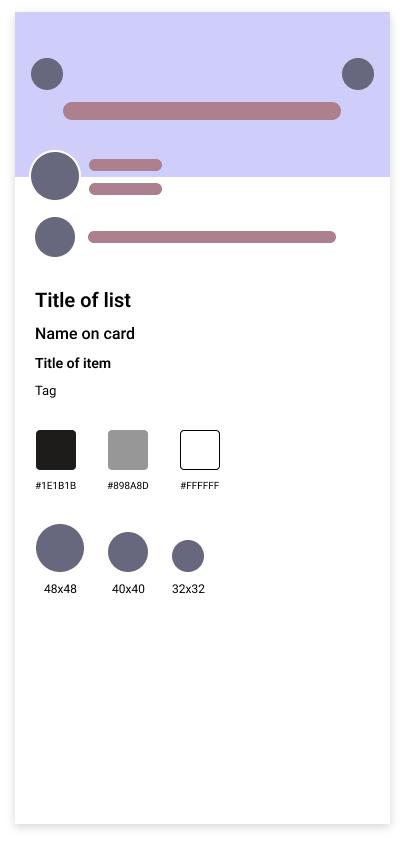 Title of list
Name on card
Title of item
Tag
#1E1B1B #898A8D #FFFFFF
48x48 40x40 32x32